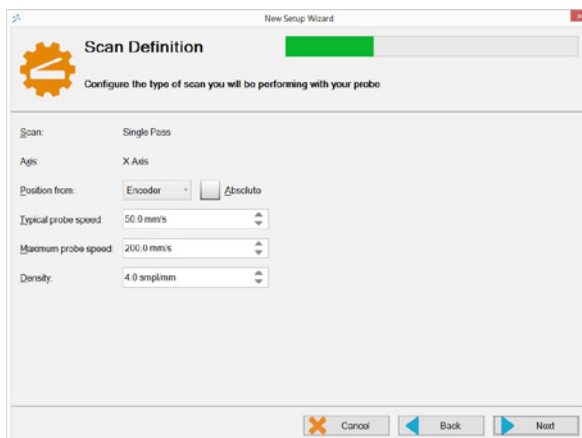 New Setup Wizard
Scan Definition
Configure the type of scan you will be performing with your probe
Scan: Single Pass
Axis: X Axis
Position from: Encoder Absolute
Typical probe speed: 50.0 mm/s
Maximum probe speed: 200.0 mm/s
Density: 4.0 smpl/mm
Cancel Back Next